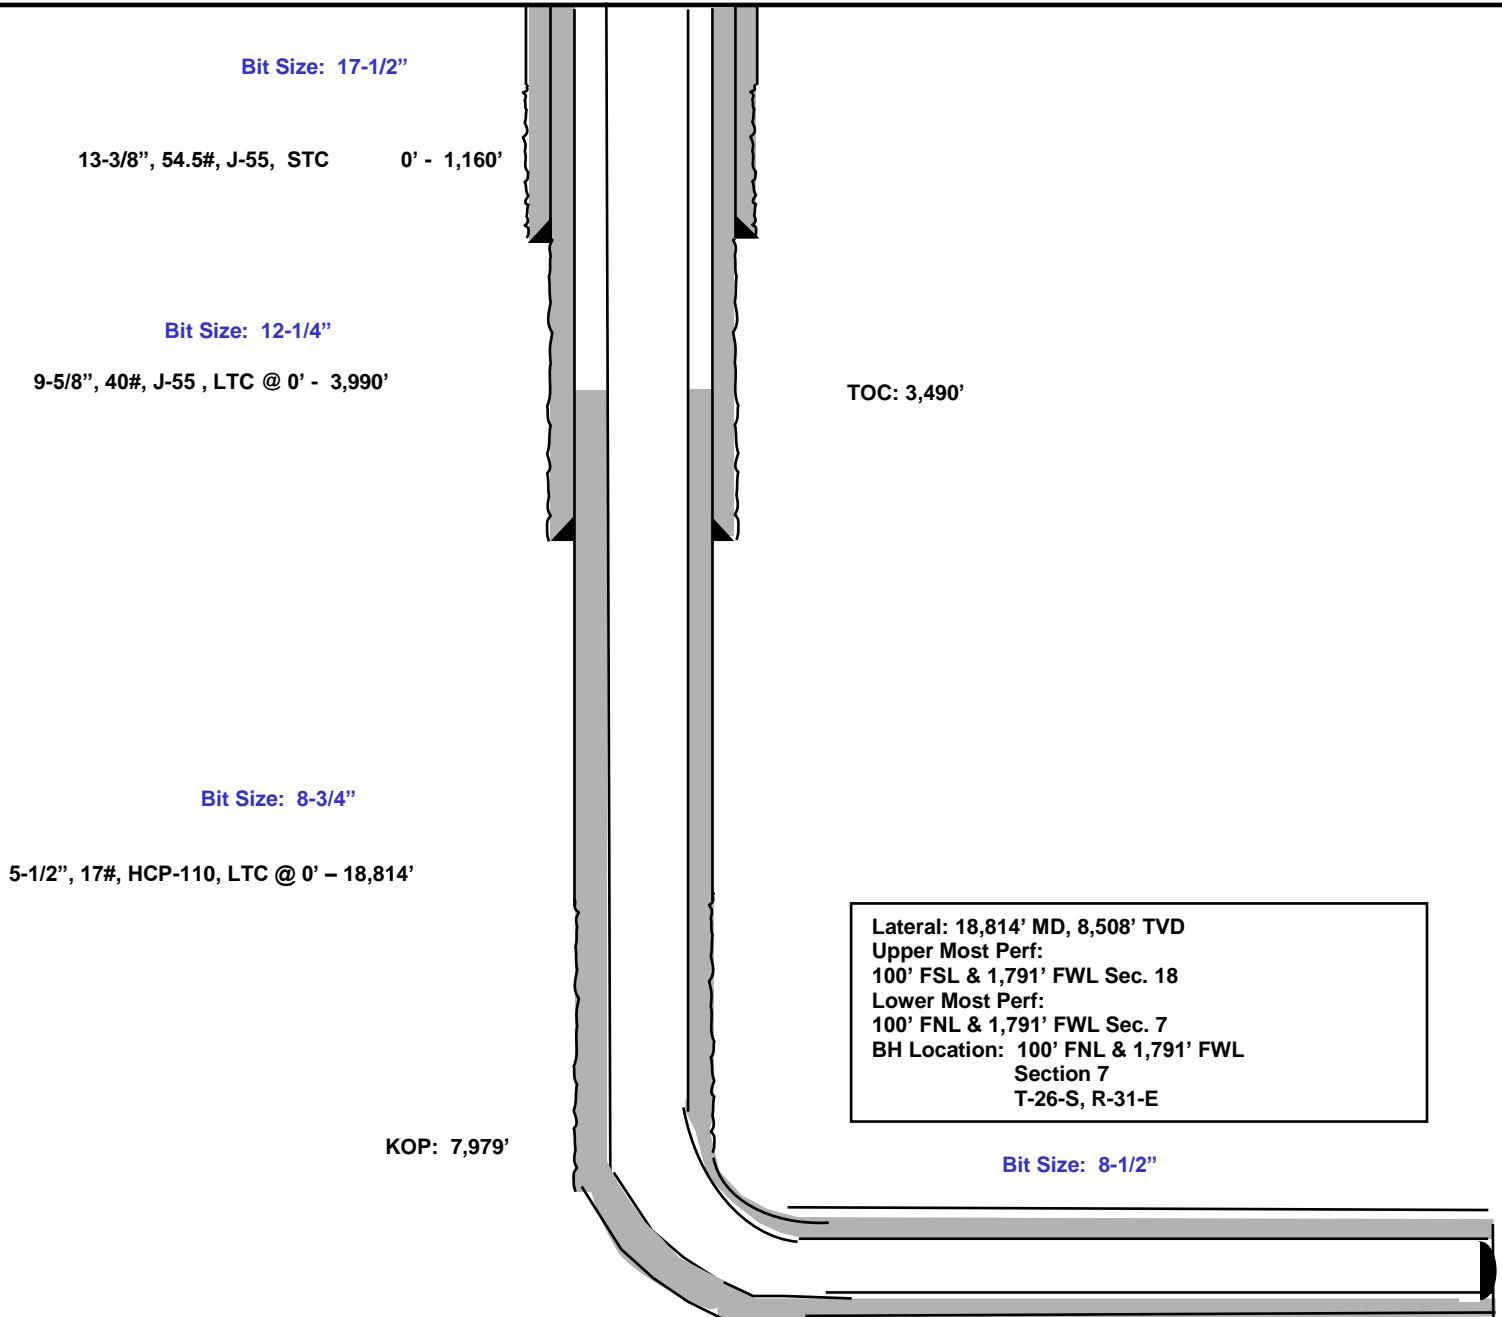 Bit Size: 17-1/2”
13-3/8”, 54.5#, J-55, STC 0’ - 1,160’
Bit Size: 12-1/4”
9-5/8”, 40#, J-55 , LTC @ 0’ - 3,990’
TOC: 3,490’
Bit Size: 8-3/4”
5-1/2”, 17#, HCP-110, LTC @ 0’ – 18,814’
Lateral: 18,814’ MD, 8,508’ TVD
Upper Most Perf:
100’ FSL & 1,791’ FWL Sec. 18
Lower Most Perf:
100’ FNL & 1,791’ FWL Sec. 7
BH Location: 100’ FNL & 1,791’ FWL
Section 7
T-26-S, R-31-E
KOP: 7,979’
Bit Size: 8-1/2”